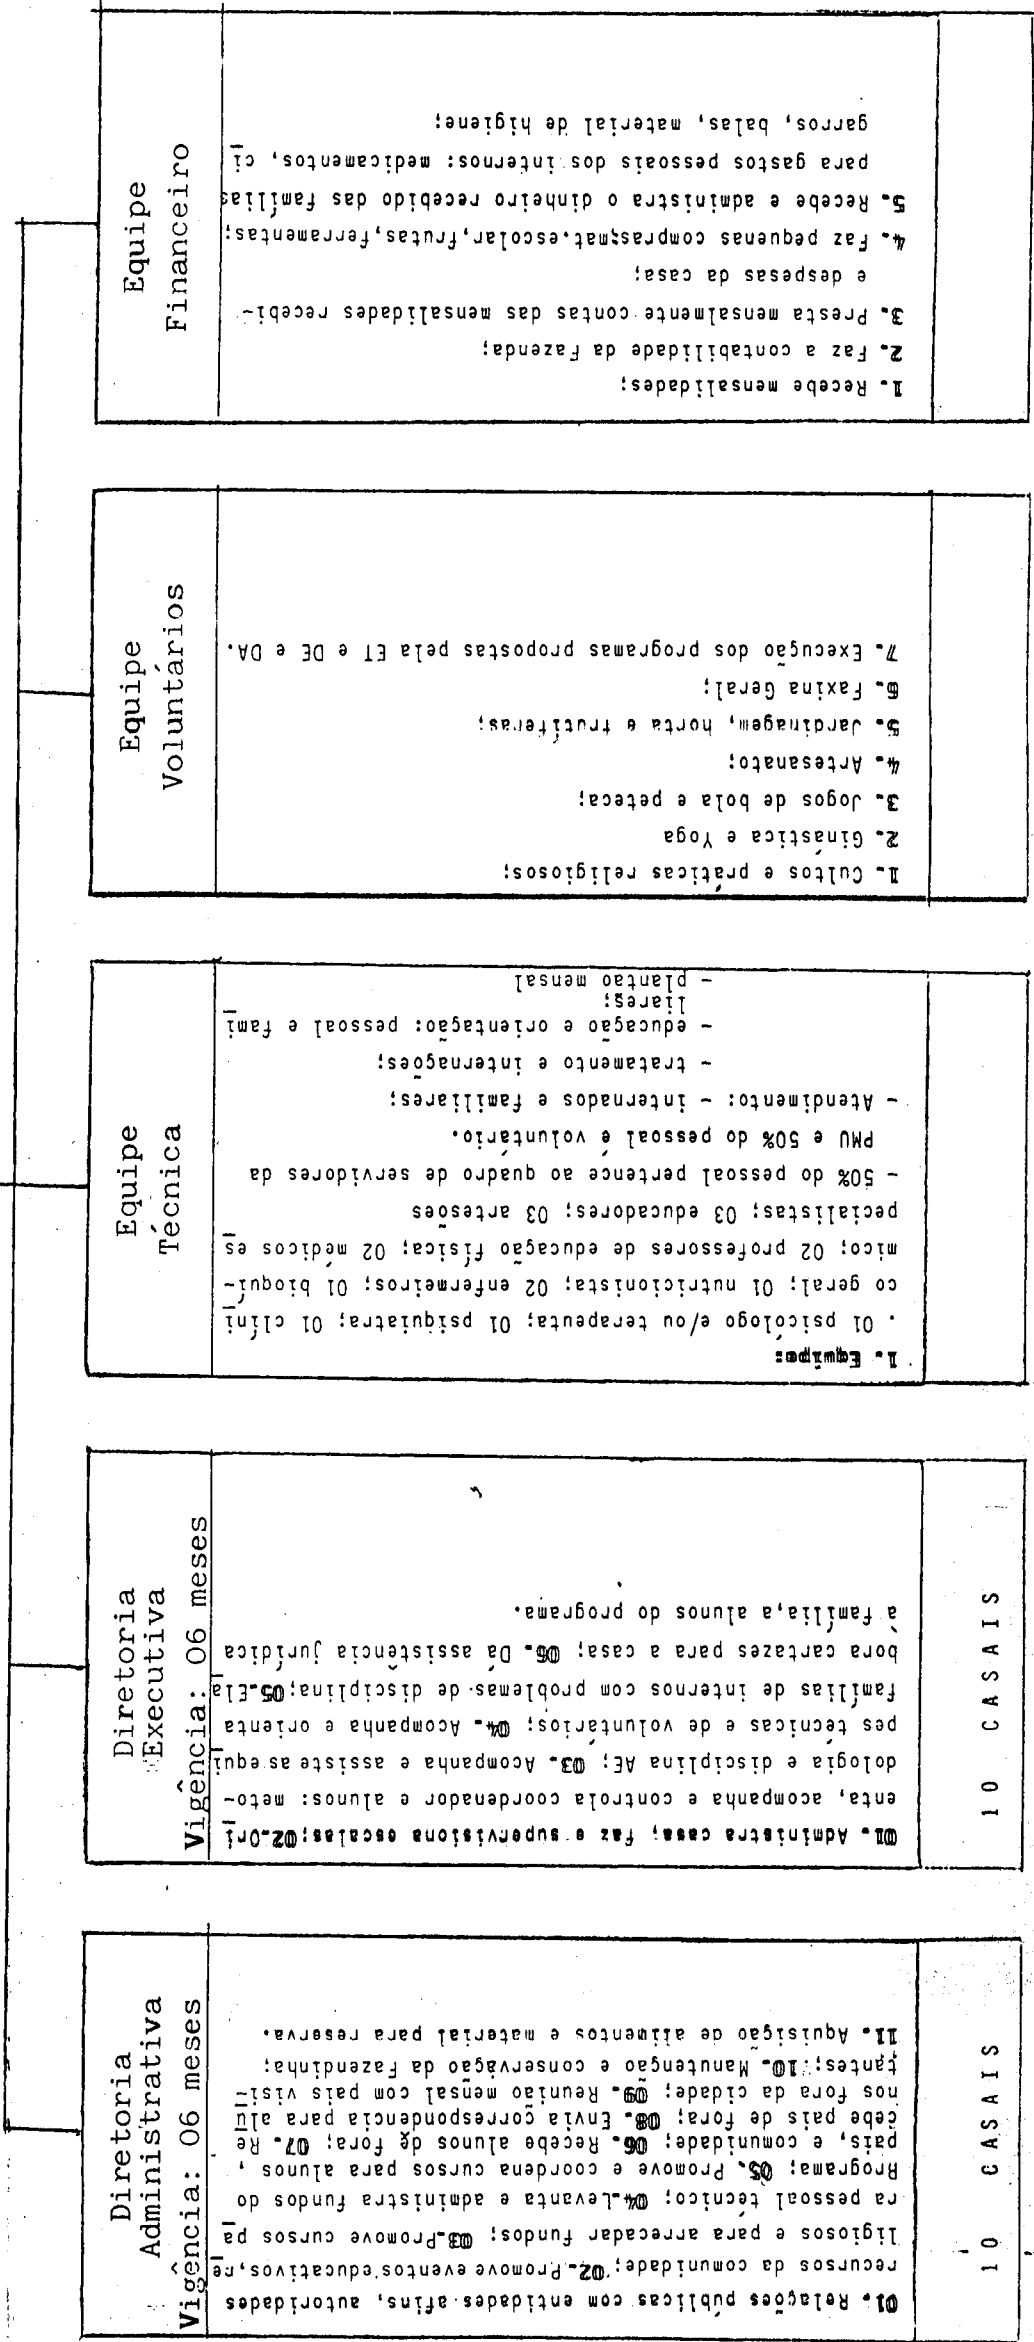 Diretoria
Administrativa
Vigência: 06 meses
01. Relações públicas com entidades afins, autoridades
recursos da comunidade; 02. Promove eventos educativos, re
ligiosos e para arrecadar fundos; 03. Promove cursos pa
ra pessoal técnico; 04. Levanta e administra fundos do
Programa; 05. Promove e coordena cursos para alunos,
pais, e comunidade; 06. Recebe alunos de fora; 07. Re
cebe pais de fora; 08. Envia correspondência para alu
nos fora da cidade; 09. Reunião mensal com pais visi-
tantes; 10. Manutenção e conservação da Fazendinha;
11. Aquisição de alimentos e material para reserva.
10 CASAIS
Diretoria
Executiva
Vigência: 06 meses
01. Administra casa; faz e supervisiona escalas; 02. Ori
enta, acompanha e controla coordenador e alunos: meto-
dologia e disciplina AE; 03. Acompanha e assiste as equi
pes técnicas e de voluntários; 04. Acompanha e orienta
famílias de internos com problemas de disciplina; 05. Ela
bora cartazes para a casa; 06. Dá assistência jurídica
à família, a alunos do programa.
10 CASAIS
Equipe
Técnica
1. Equipe:
. 01 psicólogo e/ou terapeuta; 01 psiquiatra; 01 clíni
co geral; 01 nutricionista; 02 enfermeiros; 01 bioquí-
mico; 02 professores de educação física; 02 médicos es
pecialistas; 03 educadores; 03 artesões
- 50% do pessoal pertence ao quadro de servidores da
PMU e 50% do pessoal é voluntário.
- Atendimento: - internados e familiares;
- tratamento e internações;
- educação e orientação: pessoal e fami
liares;
- plantão mensal
Equipe
Voluntários
1. Cultos e práticas religiosos;
2. Ginástica e Yoga
3. Jogos de bola e peteca;
4. Artesanato;
5. Jardinagem, horta e frutíferas;
6. Faxina Geral;
7. Execução dos programas propostas pela ET e DE e DA.
Equipe
Financeiro
1. Recebe mensalidades;
2. Faz a contabilidade da Fazenda;
3. Presta mensalmente contas das mensalidades recebi-
e despesas da casa;
4. Faz pequenas compras;mat.escolar,frutas,ferramentas;
5. Recebe e administra o dinheiro recebido das famílias
para gastos pessoais dos internos: medicamentos, ci
garros, balas, material de higiene;